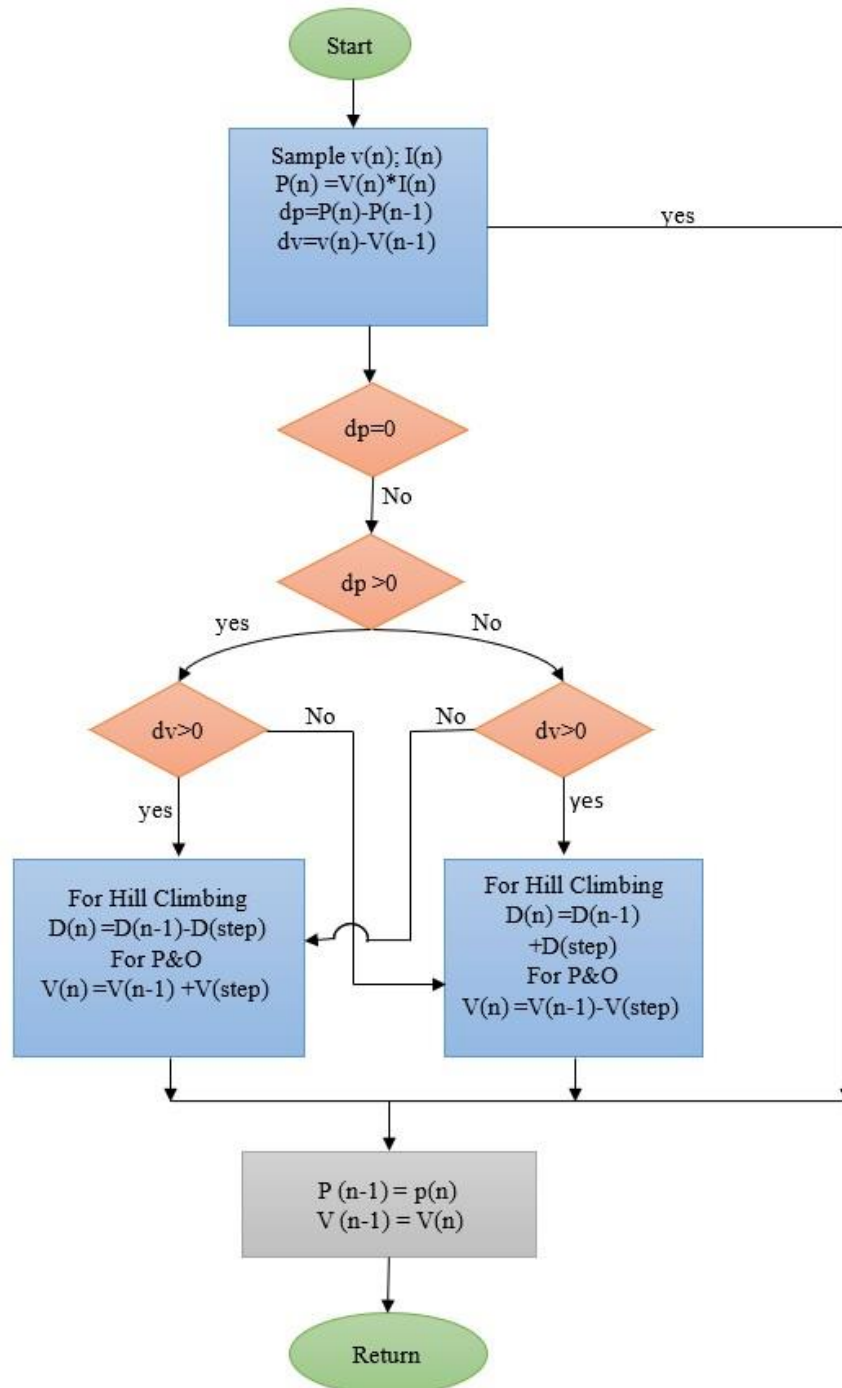 Start
Sample v(n); I(n)
P(n) =V(n)*I(n)
dp=P(n)-P(n-1)
dv=v(n)-V(n-1)
yes
dp=0
No
dp >0
yes
No
dv>0
No
No
dv>0
yes
yes
For Hill Climbing
D(n) =D(n-1)-D(step)
For P&O
V(n) =V(n-1) +V(step)
For Hill Climbing
D(n) =D(n-1)
+D(step)
For P&O
V(n) =V(n-1)-V(step)
P (n-1) = p(n)
V (n-1) = V(n)
Return